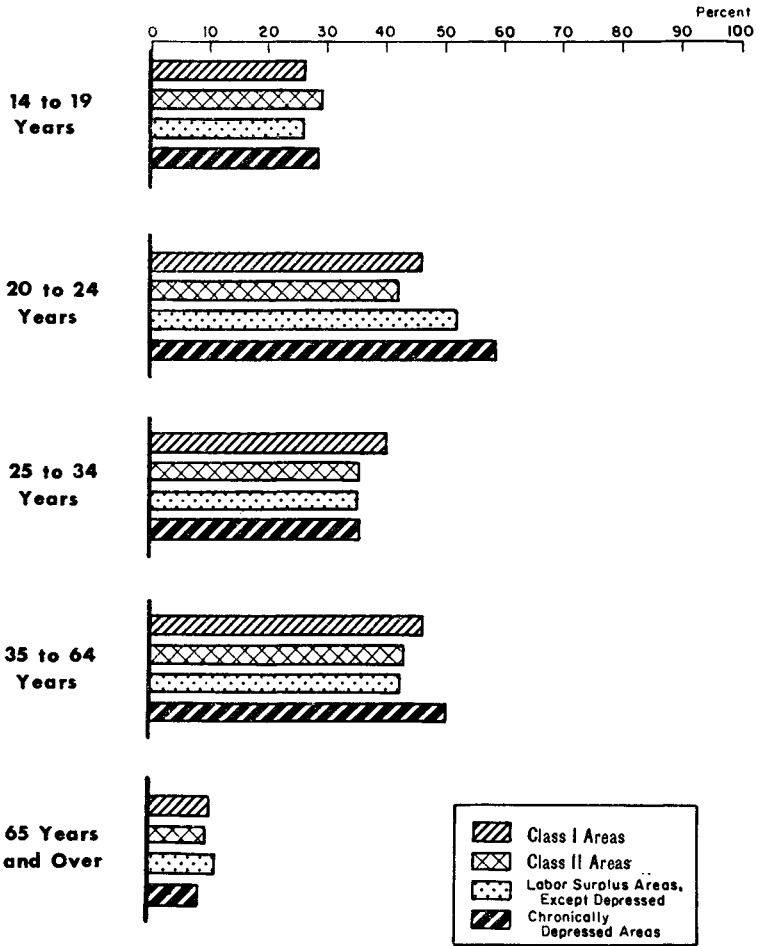 Percent
0 10 20 30 40 50 60 70 80 90 100
14 to 19
Years
20 to 24
Years
25 to 34
Years
35 to 64
Years
65 Years
and Over
Class I Areas
Class II Areas
Labor Surplus Areas,
Except Depressed
Chronically
Depressed Areas